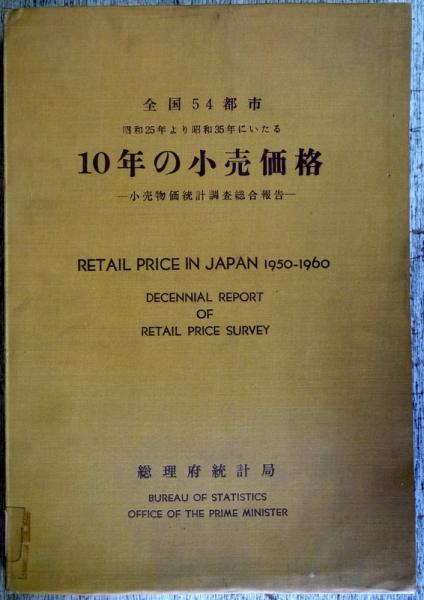 全国54都市
昭和25年より昭和35年にいたる
10年の小売価格
―小売物価統計調査総合報告―
RETAIL PRICE IN JAPAN 1950-1960
DECENNIAL REPORT
OF
RETAIL PRICE SURVEY
総理府統計局
BUREAU OF STATISTICS
OFFICE OF THE PRIME MINISTER